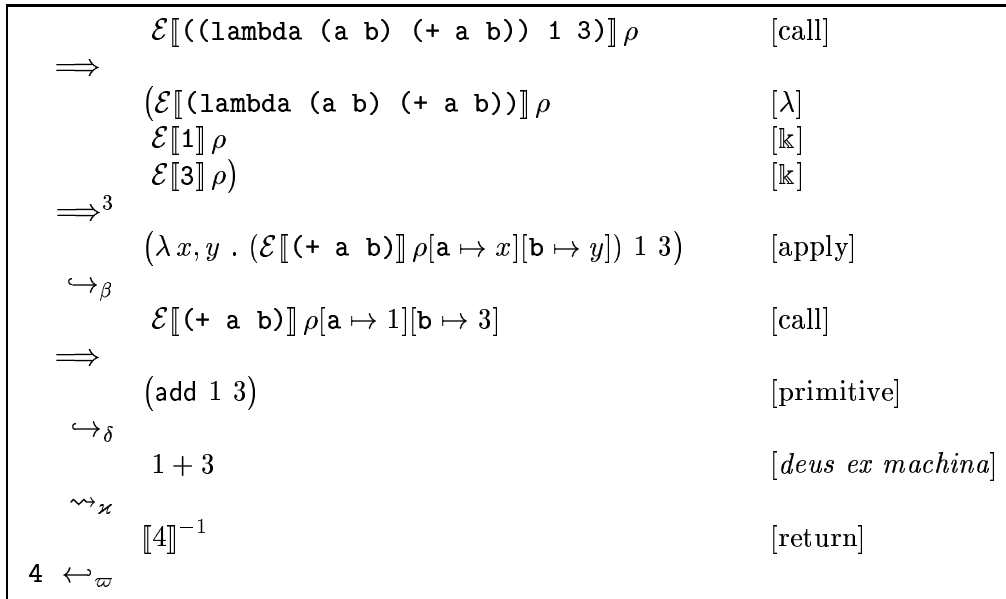 ℰ⟦((lambda (a b) (+ a b)) 1 3)⟧ ρ [call]
⟹
(ℰ⟦(lambda (a b) (+ a b))⟧ ρ [λ]
ℰ⟦1⟧ ρ [𝕜]
ℰ⟦3⟧ ρ) [𝕜]
⟹³
(λ x, y . (ℰ⟦(+ a b)⟧ ρ[a ↦ x][b ↦ y]) 1 3) [apply]
↪β
ℰ⟦(+ a b)⟧ ρ[a ↦ 1][b ↦ 3] [call]
⟹
(add 1 3) [primitive]
↪δ
1 + 3 [deus ex machina]
⇝ϰ
⟦4⟧⁻¹ [return]
4 ↩ϖ